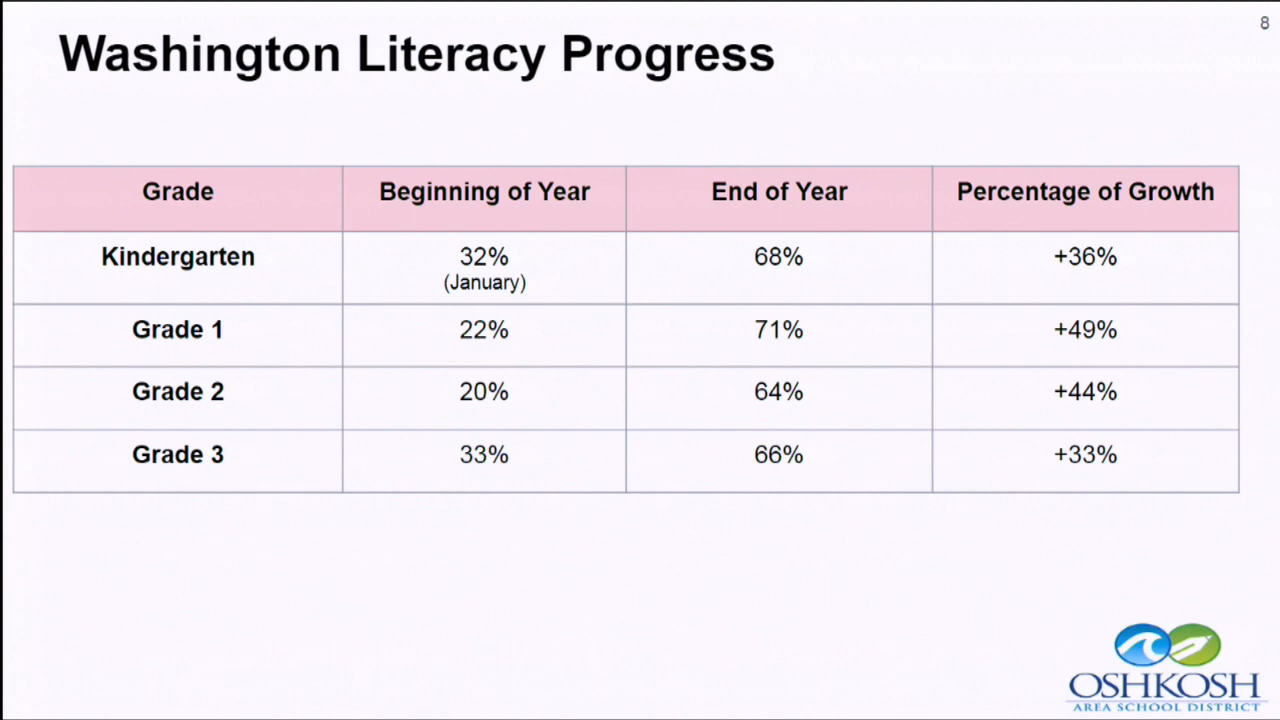 8
Washington Literacy Progress
Grade Beginning of Year End of Year Percentage of Growth
Kindergarten 32% 68% +36%
(January)
Grade 1 22% 71% +49%
Grade 2 20% 64% +44%
Grade 3 33% 66% +33%
OSHKOSH
AREA SCHOOL DISTRICT